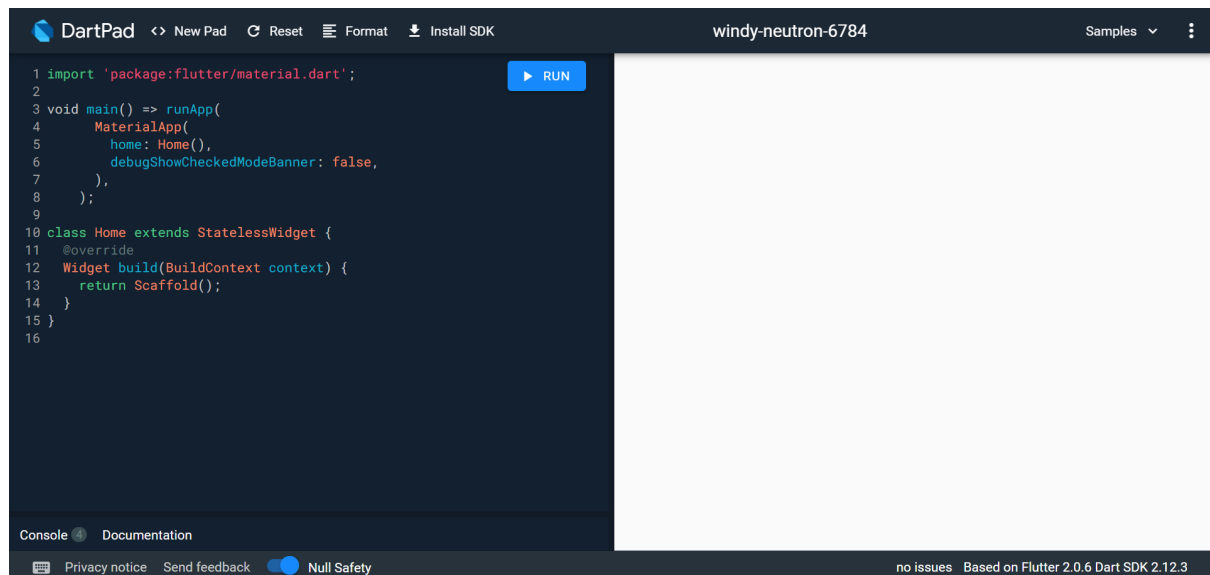 DartPad <> New Pad Reset Format Install SDK windy-neutron-6784 Samples
RUN
1 import 'package:flutter/material.dart';
2
3 void main() => runApp(
4       MaterialApp(
5         home: Home(),
6         debugShowCheckedModeBanner: false,
7       ),
8     );
9
10 class Home extends StatelessWidget {
11   @override
12   Widget build(BuildContext context) {
13     return Scaffold();
14   }
15 }
16
Console 4 Documentation
Privacy notice Send feedback Null Safety no issues Based on Flutter 2.0.6 Dart SDK 2.12.3